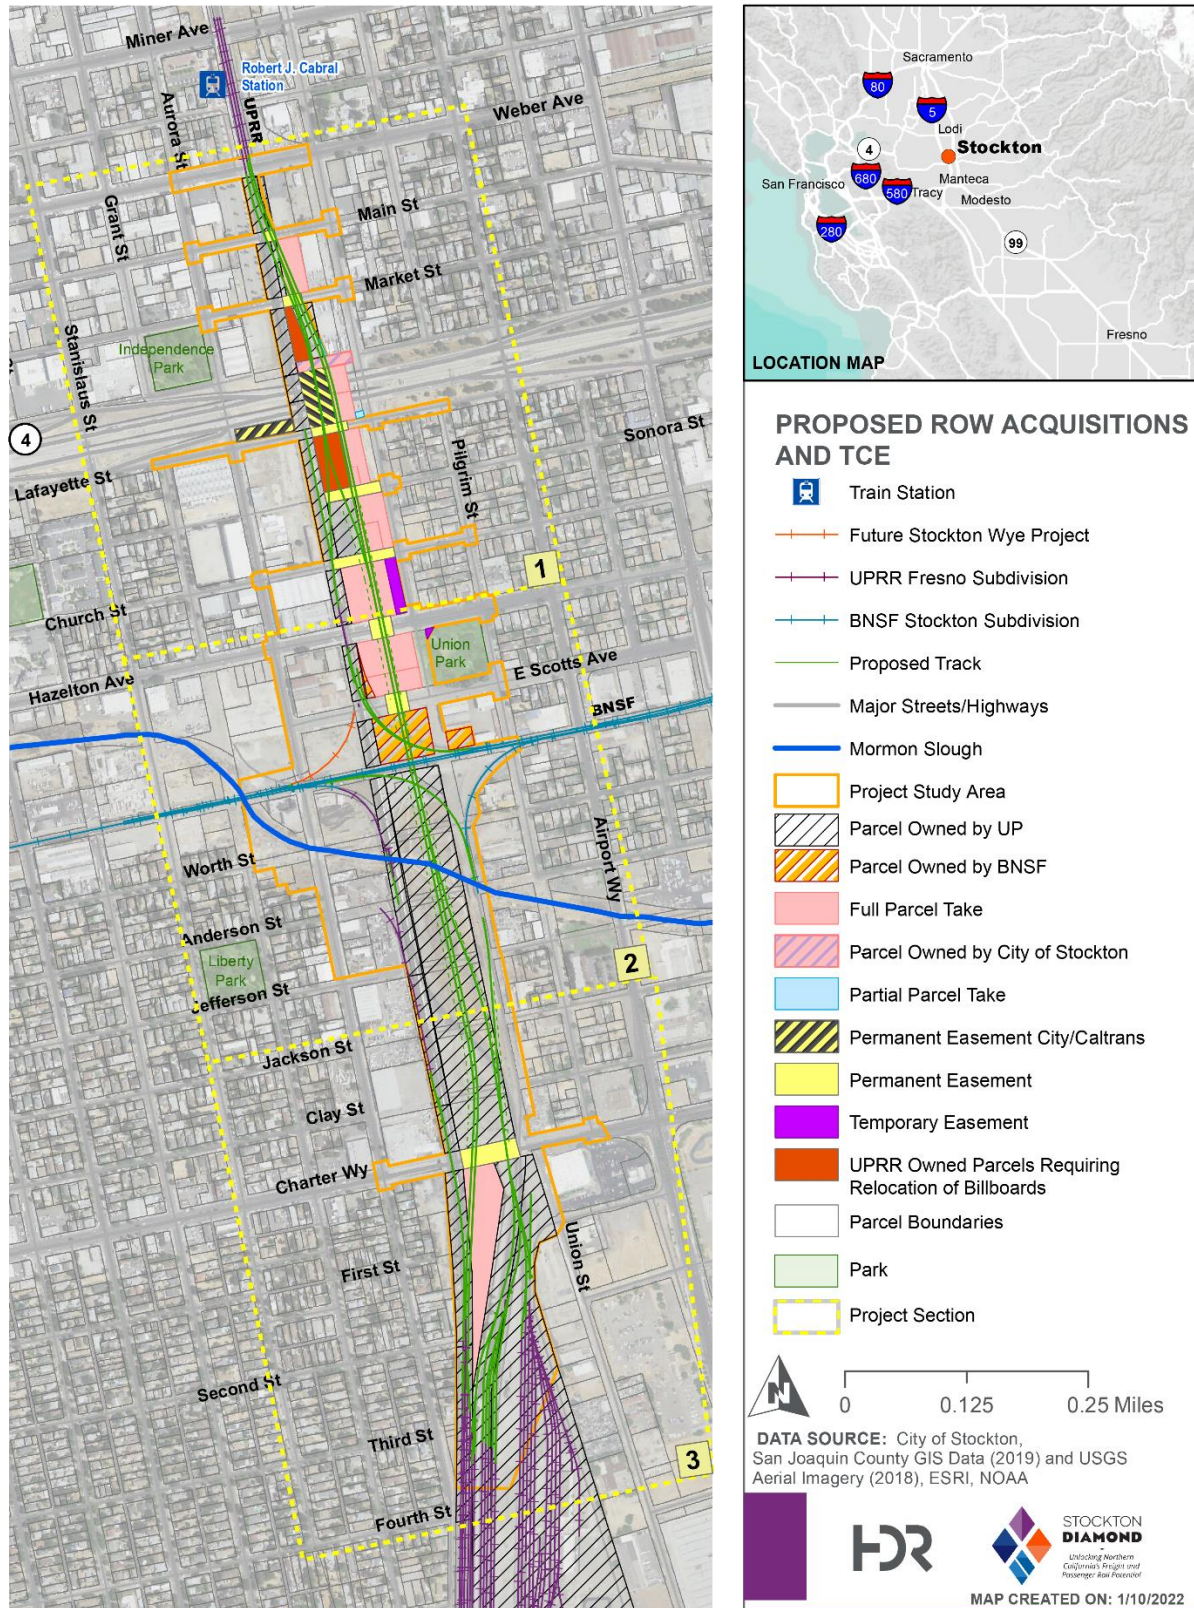 Miner Ave
Robert J. Cabral
Station
Aurora St
UPRR
Weber Ave
Grant St
Main St
Market St
Stanislaus St
Independence
Park
4
Sonora St
Pilgrim St
Lafayette St
1
Church St
Union
Park
E Scotts Ave
Hazelton Ave
BNSF
Airport Wy
Worth St
Anderson St
Liberty
Park
2
Jefferson St
Jackson St
Clay St
Charter Wy
Union St
First St
Second St
Third St
3
Fourth St
Sacramento
80
5
Lodi
4
Stockton
680
580
Manteca
San Francisco
Tracy
Modesto
280
99
Fresno
LOCATION MAP
PROPOSED ROW ACQUISITIONS
AND TCE
Train Station
Future Stockton Wye Project
UPRR Fresno Subdivision
BNSF Stockton Subdivision
Proposed Track
Major Streets/Highways
Mormon Slough
Project Study Area
Parcel Owned by UP
Parcel Owned by BNSF
Full Parcel Take
Parcel Owned by City of Stockton
Partial Parcel Take
Permanent Easement City/Caltrans
Permanent Easement
Temporary Easement
UPRR Owned Parcels Requiring
Relocation of Billboards
Parcel Boundaries
Park
Project Section
N
0 0.125 0.25 Miles
DATA SOURCE: City of Stockton,
San Joaquin County GIS Data (2019) and USGS
Aerial Imagery (2018), ESRI, NOAA
HDR
STOCKTON
DIAMOND
Unlocking Northern
California's Freight and
Passenger Rail Potential
MAP CREATED ON: 1/10/2022